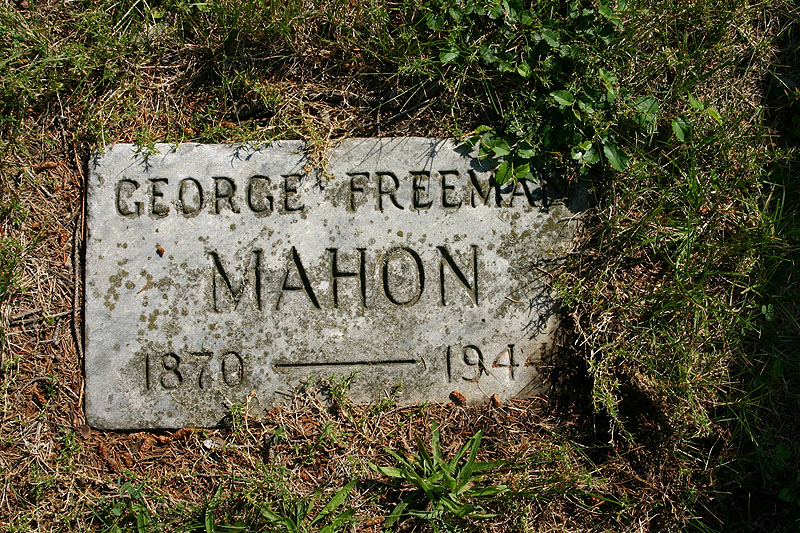 GEORGE FREEMAN
MAHON
1870 — 1944